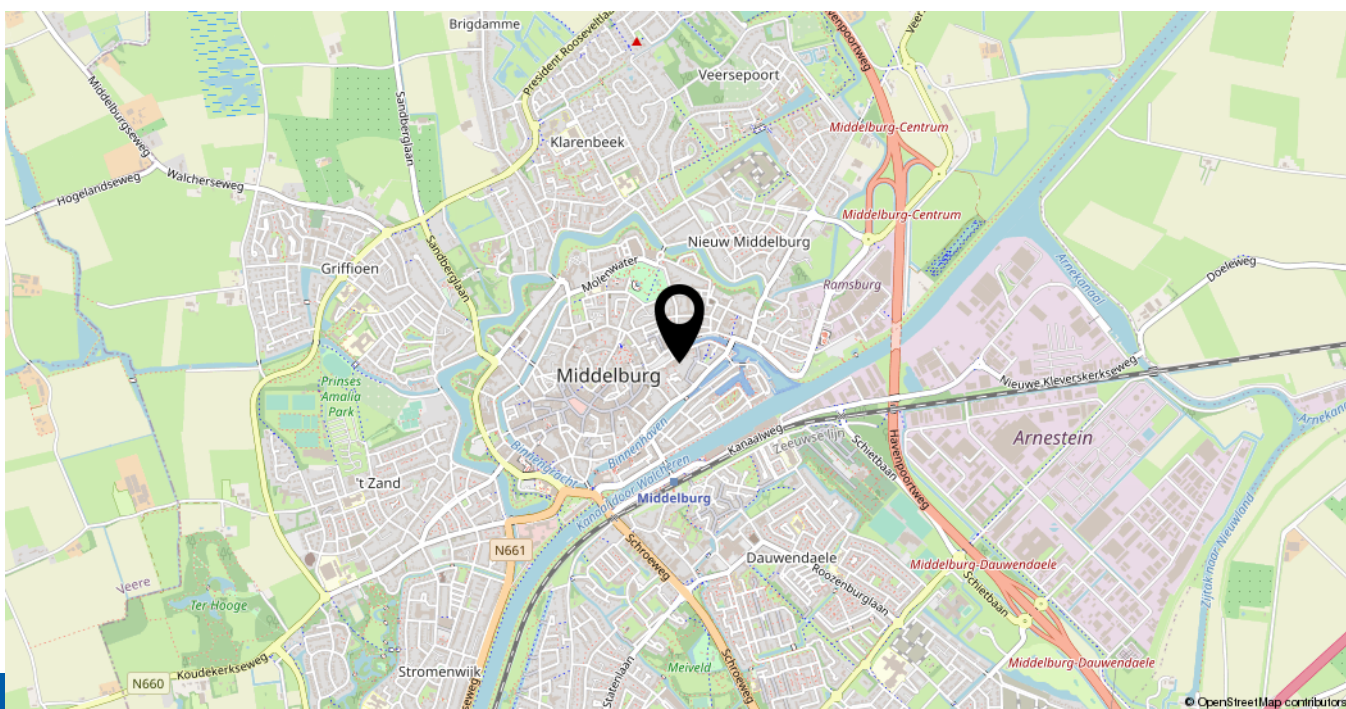 Brigdamme
President Rooseveltlaan
Havenpoortweg
Veer
Veersepoort
Middelburgseweg
Sandberglaan
Klarenbeek
Middelburg-Centrum
Hogelandseweg
Walcherseweg
Middelburg-Centrum
Nieuw Middelburg
Griffioen
Sandberglaan
Molenwater
Ramsburg
Arnekanaal
Doeleweg
Prinses
Amalia
Park
Middelburg
Nieuwe Kleverskerkseweg
Arnekana
Binnenhaven
Kanaalweg
Zeeuwse lijn
Schietbaan
Havenpoortweg
Arnestein
't Zand
Kanaal door Walcheren
Middelburg
N661
Schroeweg
Dauwendaele
Roozenburglaan
Middelburg-Dauwendaele
Schietbaan
Zijtak naar Nieuwland
Veere
Ter Hooge
Koudekerkseweg
N660
Stromenwijk
seweg
Statenlaan
Meiveld
Schroeweg
Middelburg-Dauwendaele
© OpenStreetMap contributors